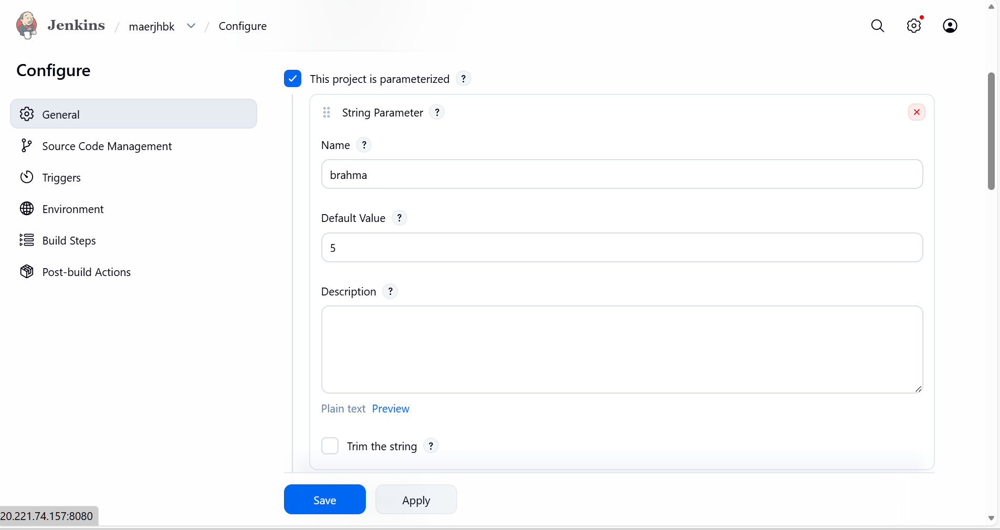 Jenkins / maerjhbk / Configure
Configure
General
Source Code Management
Triggers
Environment
Build Steps
Post-build Actions
This project is parameterized ?
String Parameter ?
Name ?
brahma
Default Value ?
5
Description ?
Plain text Preview
Trim the string ?
Save Apply
20.221.74.157:8080